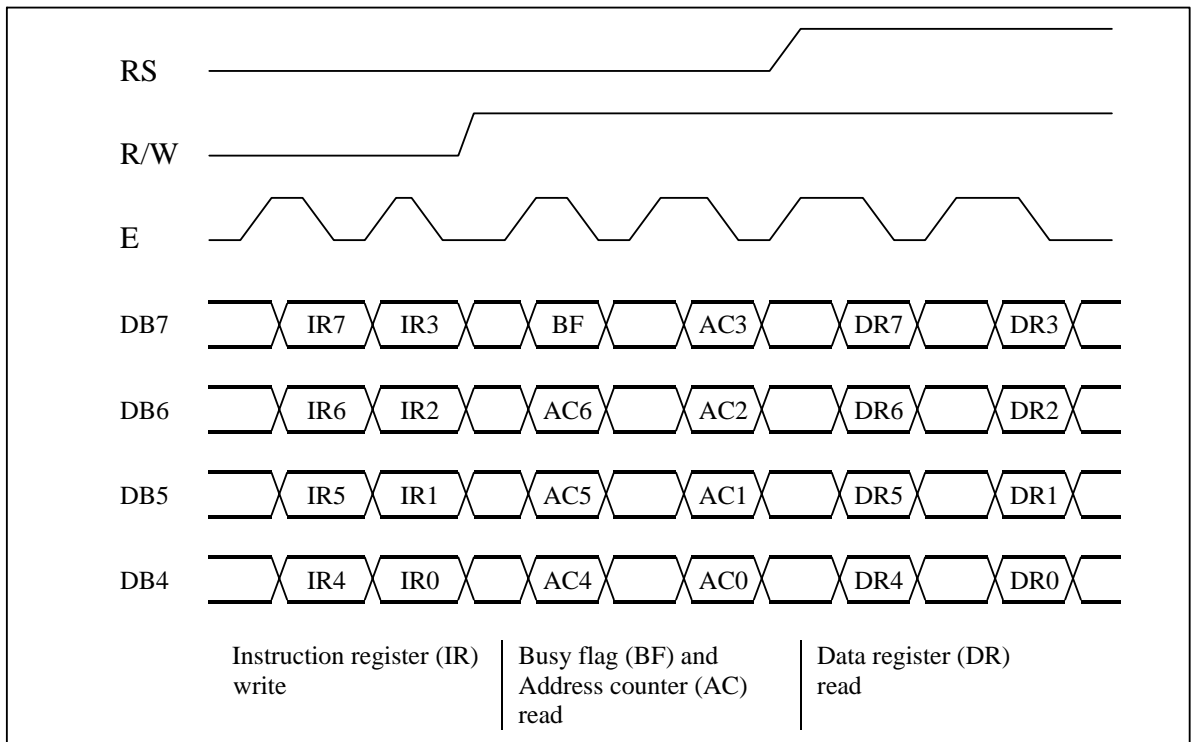 RS
R/W
E
DB7 IR7 IR3 BF AC3 DR7 DR3
DB6 IR6 IR2 AC6 AC2 DR6 DR2
DB5 IR5 IR1 AC5 AC1 DR5 DR1
DB4 IR4 IR0 AC4 AC0 DR4 DR0
Instruction register (IR)
write
Busy flag (BF) and
Address counter (AC)
read
Data register (DR)
read